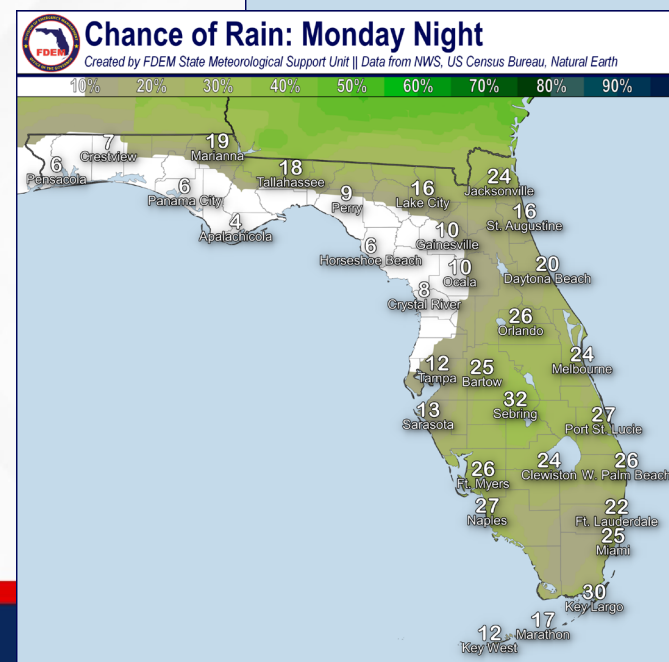 Chance of Rain: Monday Night
Created by FDEM State Meteorological Support Unit || Data from NWS, US Census Bureau, Natural Earth
FDEM
10% 20% 30% 40% 50% 60% 70% 80% 90%
7
Crestview
19
Marianna
6
Pensacola
18
Tallahassee
24
Jacksonville
6
Panama City
9
Perry
16
Lake City
16
St. Augustine
4
Apalachicola
10
Gainesville
6
Horseshoe Beach
10
Ocala
20
Daytona Beach
8
Crystal River
26
Orlando
12
Tampa
25
Bartow
24
Melbourne
13
Sarasota
32
Sebring
27
Port St. Lucie
26
Ft. Myers
24
Clewiston
26
W. Palm Beach
27
Naples
22
Ft. Lauderdale
25
Miami
30
Key Largo
17
Marathon
12
Key West